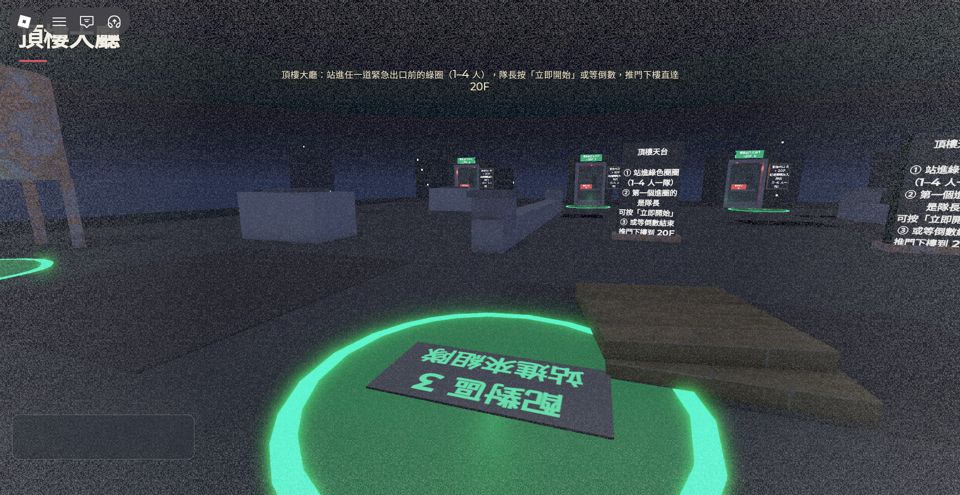 頂樓大廳
頂樓大廳：站進任一道緊急出口前的綠圈（1–4 人），隊長按「立即開始」或等倒數，推門下樓直達
20F
頂樓天台
① 站進綠色圈圈
（1–4 人一隊）
② 第一個進圈的
是隊長
可按「立即開始」
③ 或等倒數結束
推門下樓到 20F
頂樓天
① 站進綠
（1–4 人
② 第一個
是隊長
可按「立即開
③ 或等倒數
推門下樓到 2
配對區 3
站進來組隊